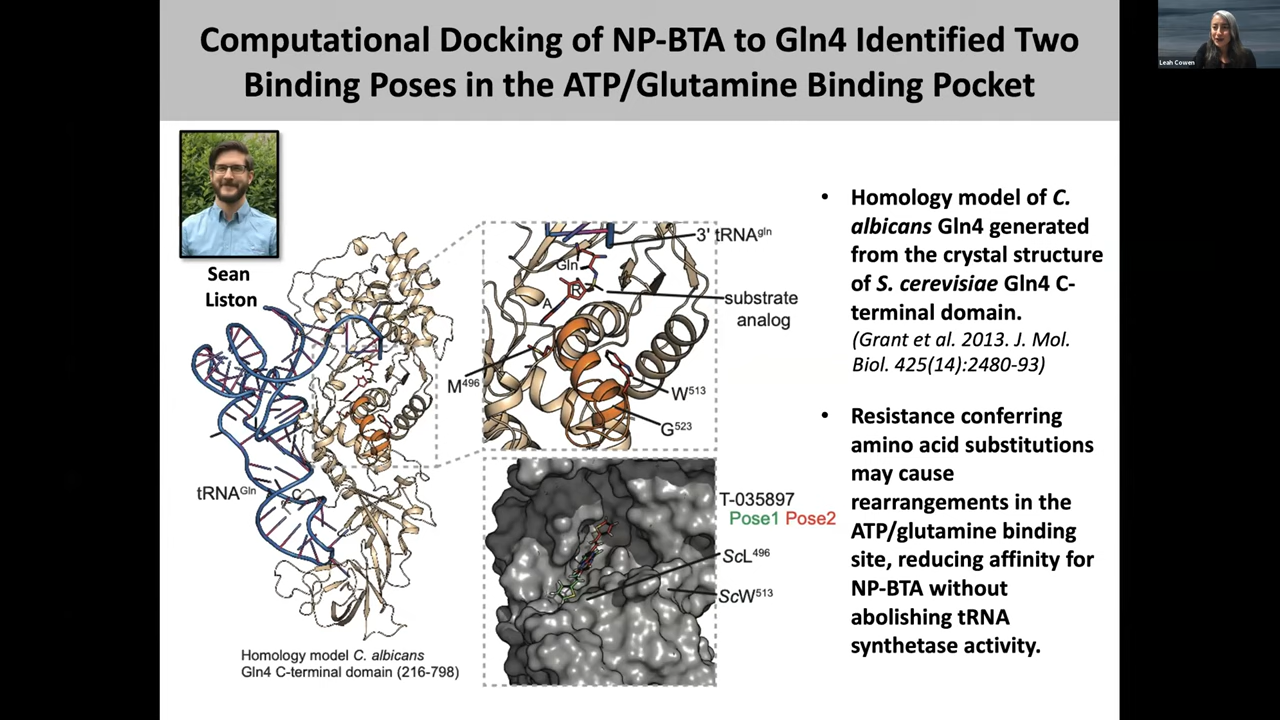 Computational Docking of NP-BTA to Gln4 Identified Two
Binding Poses in the ATP/Glutamine Binding Pocket
Leah Cowen
Sean
Liston
tRNAGln
Homology model C. albicans
Gln4 C-terminal domain (216-798)
3' tRNAgln
Gln
R
A
substrate
analog
M496
W513
G523
T-035897
Pose1 Pose2
ScL496
ScW513
• Homology model of C.
albicans Gln4 generated
from the crystal structure
of S. cerevisiae Gln4 C-
terminal domain.
(Grant et al. 2013. J. Mol.
Biol. 425(14):2480-93)
• Resistance conferring
amino acid substitutions
may cause
rearrangements in the
ATP/glutamine binding
site, reducing affinity for
NP-BTA without
abolishing tRNA
synthetase activity.